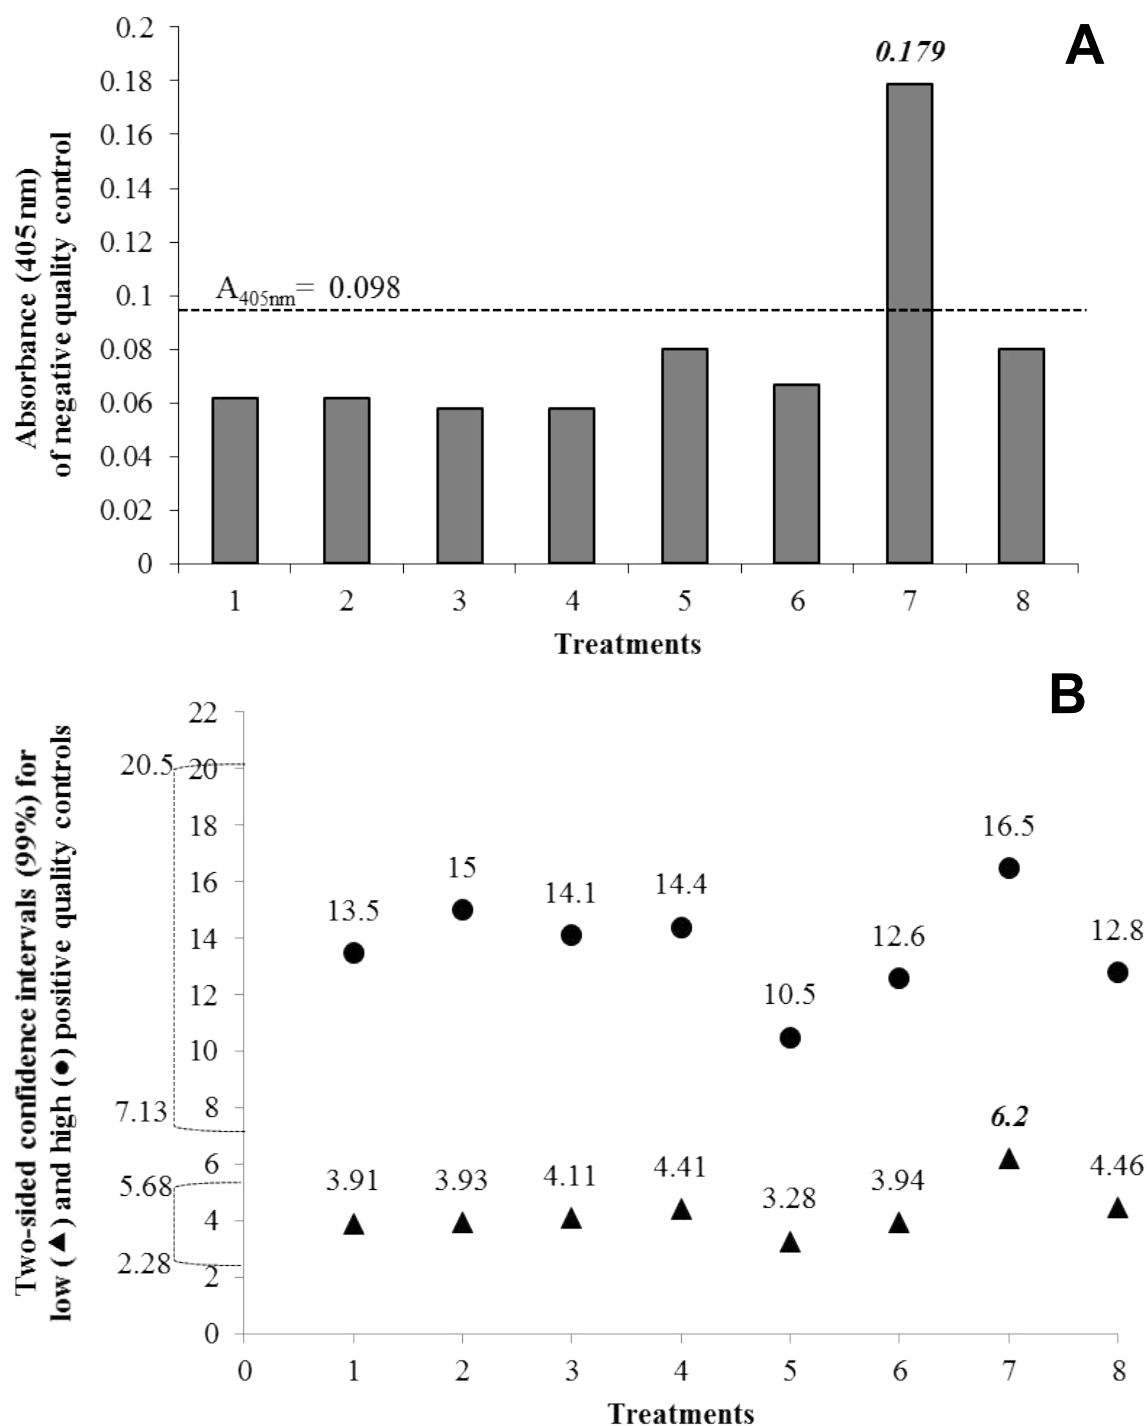 A
0.179
0.2
0.18
0.16
0.14
0.12
0.1
0.08
0.06
0.04
0.02
0
Absorbance (405 nm)
of negative quality control
A405nm= 0.098
1 2 3 4 5 6 7 8
Treatments
B
22
20.5 20
18
16
14
12
10
7.13 8
6
5.68
4
2.28
2
0
Two-sided confidence intervals (99%) for
low (▲) and high (●) positive quality controls
13.5 15 14.1 14.4 10.5 12.6 16.5 12.8
3.91 3.93 4.11 4.41 3.28 3.94 6.2 4.46
0 1 2 3 4 5 6 7 8
Treatments